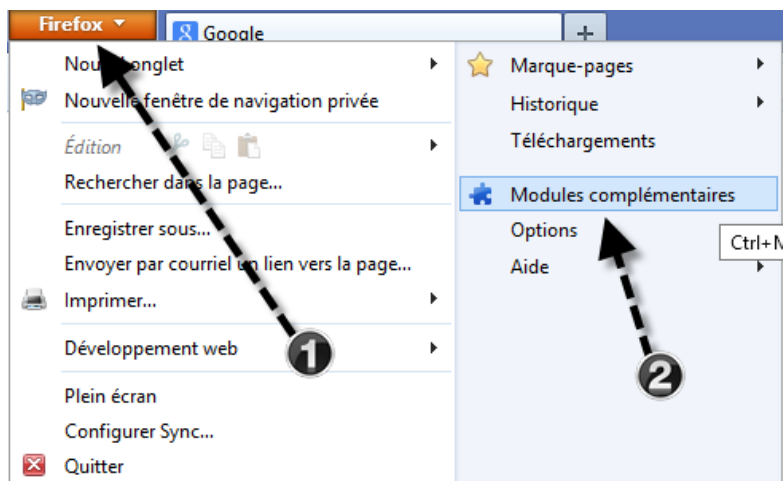 Firefox
Google
Nouvel onglet
Nouvelle fenêtre de navigation privée
Édition
Rechercher dans la page...
Enregistrer sous...
Envoyer par courriel un lien vers la page...
Imprimer...
Développement web
Plein écran
Configurer Sync...
Quitter
Marque-pages
Historique
Téléchargements
Modules complémentaires
Options
Ctrl+M
Aide
1
2